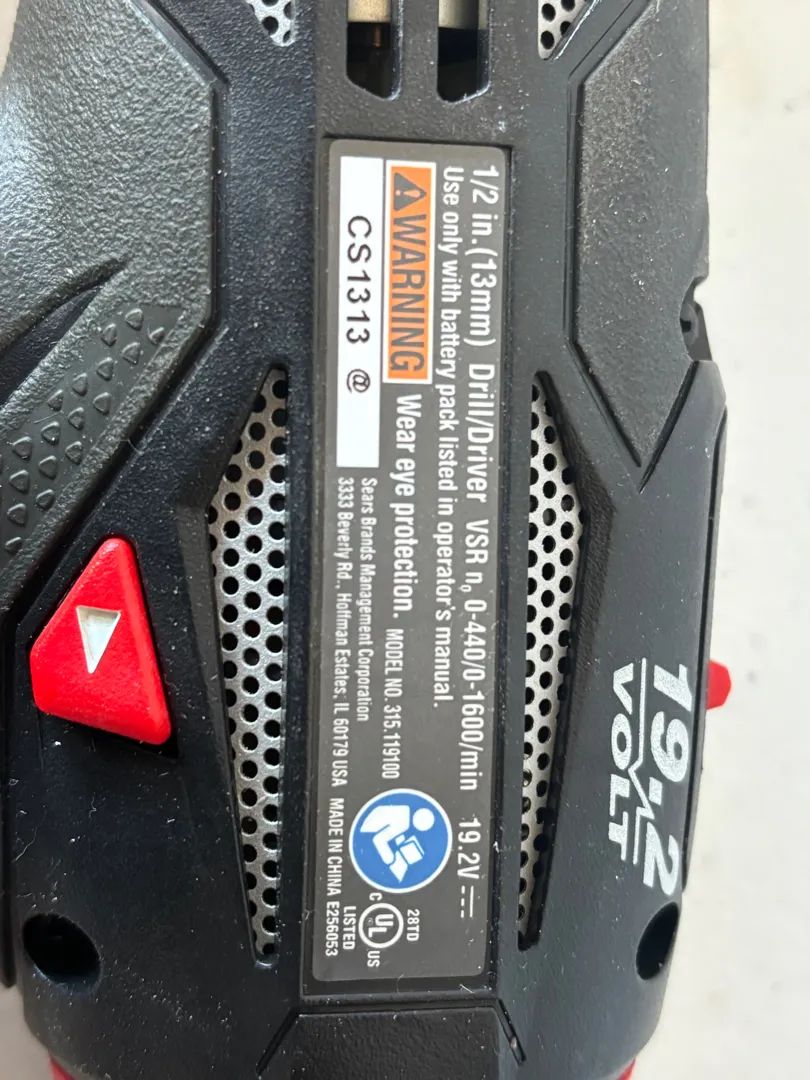 1/2 in.(13mm) Drill/Driver VSR n₀ 0-440/0-1600/min 19.2V
Use only with battery pack listed in operator's manual.
WARNING Wear eye protection. MODEL NO. 315.119100
CS1313 @
Sears Brands Management Corporation
3333 Beverly Rd., Hoffman Estates, IL 60179 USA MADE IN CHINA E256053
28TD
C UL US
LISTED
19.2
VOLT